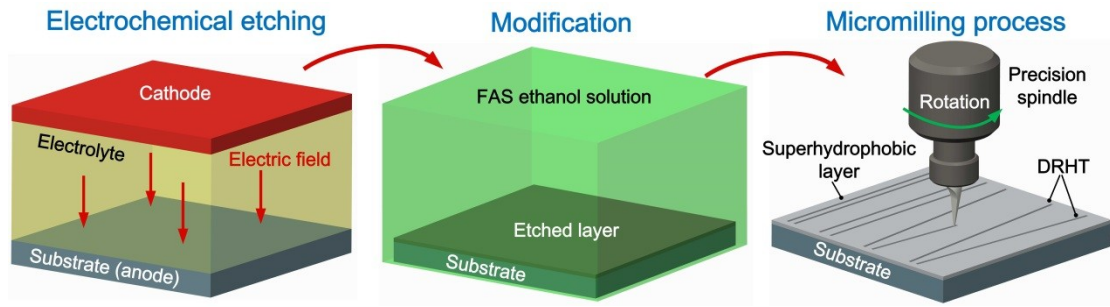 Electrochemical etching
Modification
Micromilling process
Cathode
Electrolyte
Electric field
Substrate (anode)
FAS ethanol solution
Etched layer
Substrate
Rotation
Precision
spindle
Superhydrophobic
layer
DRHT
Substrate